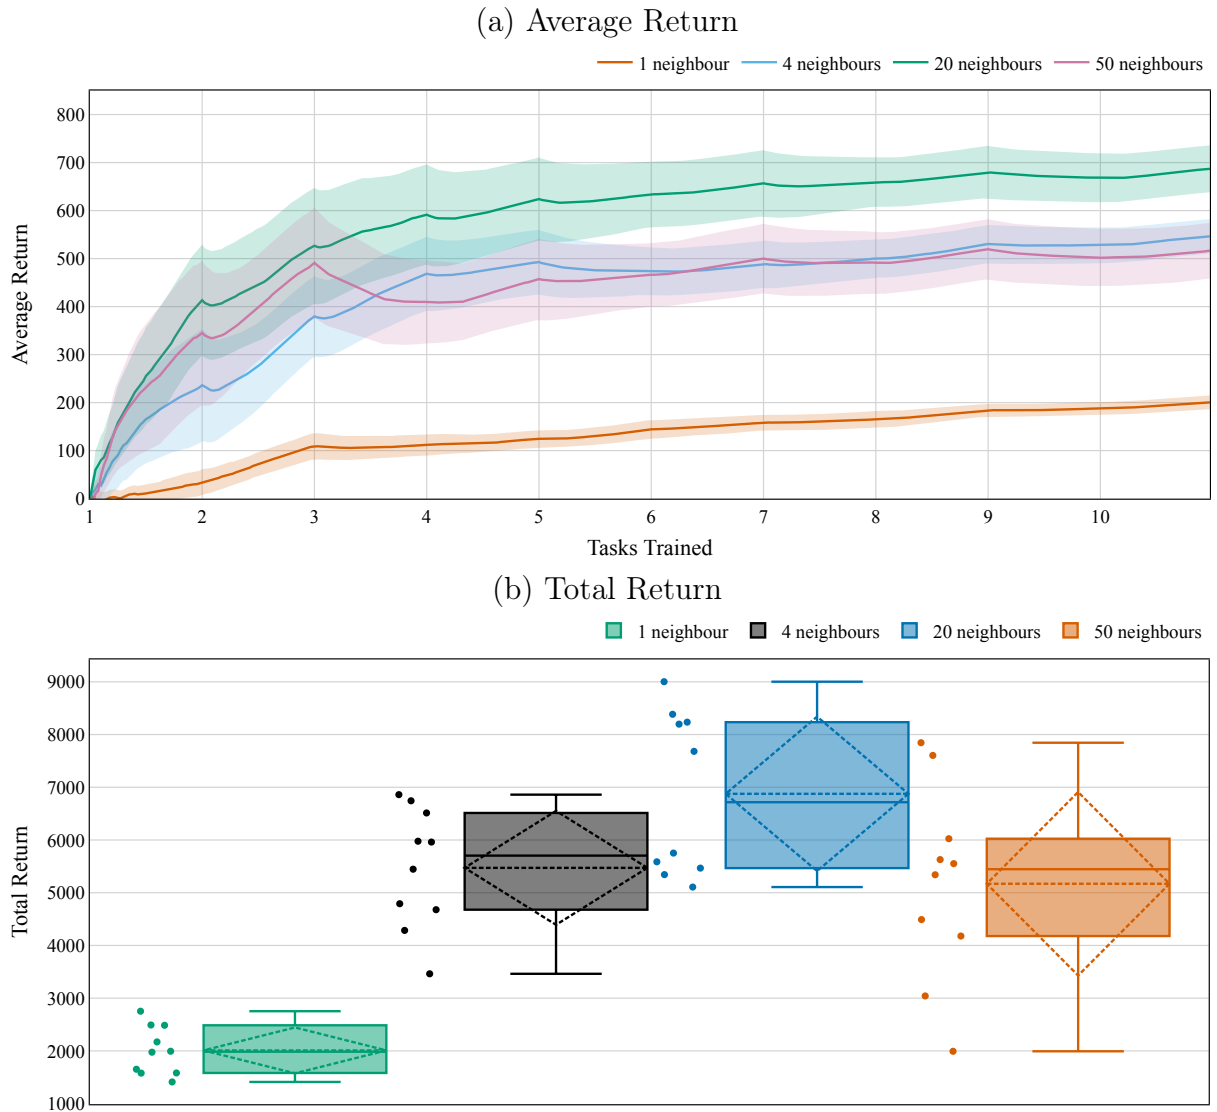 (a) Average Return
1 neighbour 4 neighbours 20 neighbours 50 neighbours
800
700
600
500
400
300
200
100
0
Average Return
1 2 3 4 5 6 7 8 9 10
Tasks Trained
(b) Total Return
1 neighbour 4 neighbours 20 neighbours 50 neighbours
9000
8000
7000
6000
5000
4000
3000
2000
1000
Total Return